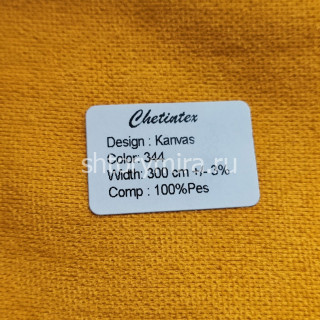 Chetintex
Design : Kanvas
Color: 344
Width: 300 cm +/- 3%
Comp : 100%Pes